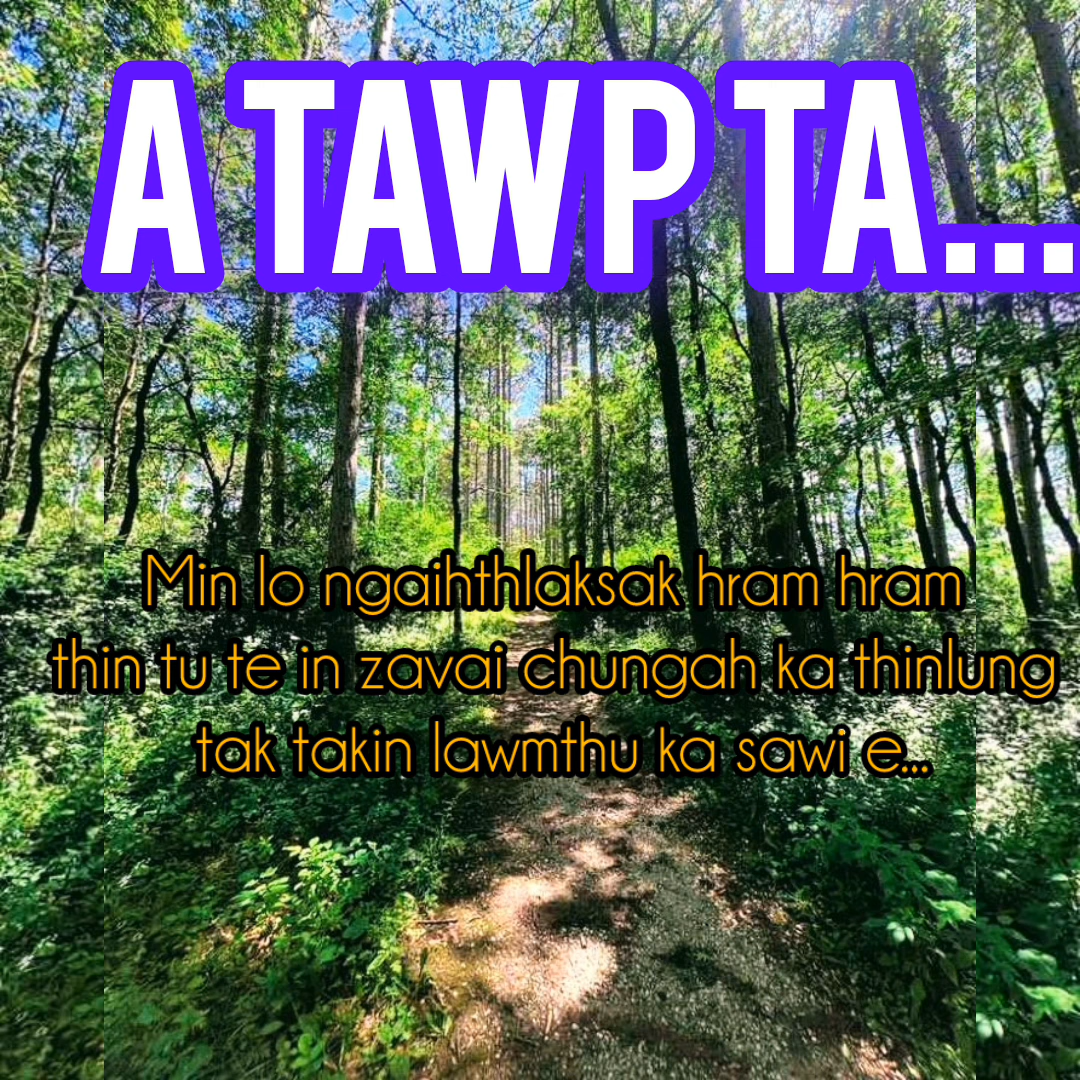 A TAWP TA...
Min lo ngaihthlaksak hram hram
thin tu te in zavai chungah ka thinlung
tak takin lawmthu ka sawi e...